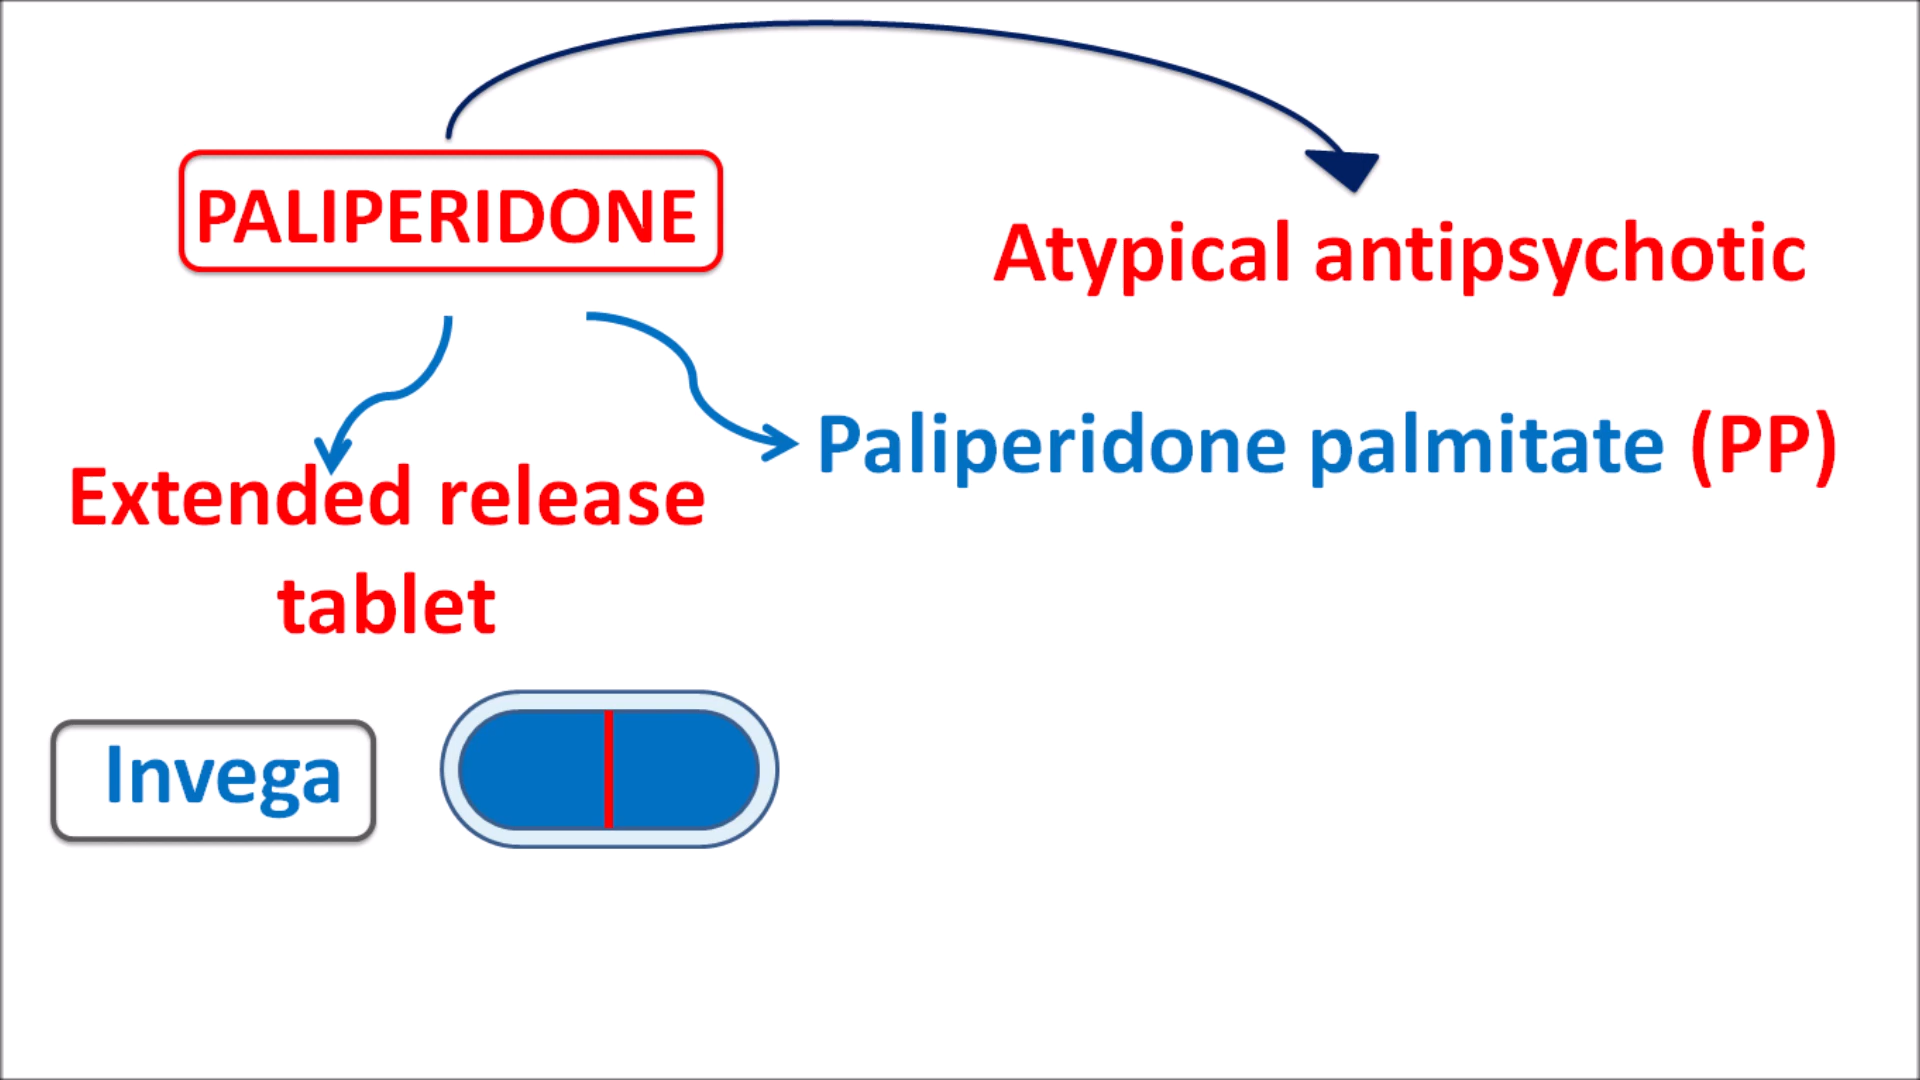 PALIPERIDONE
Atypical antipsychotic
Paliperidone palmitate (PP)
Extended release
tablet
Invega